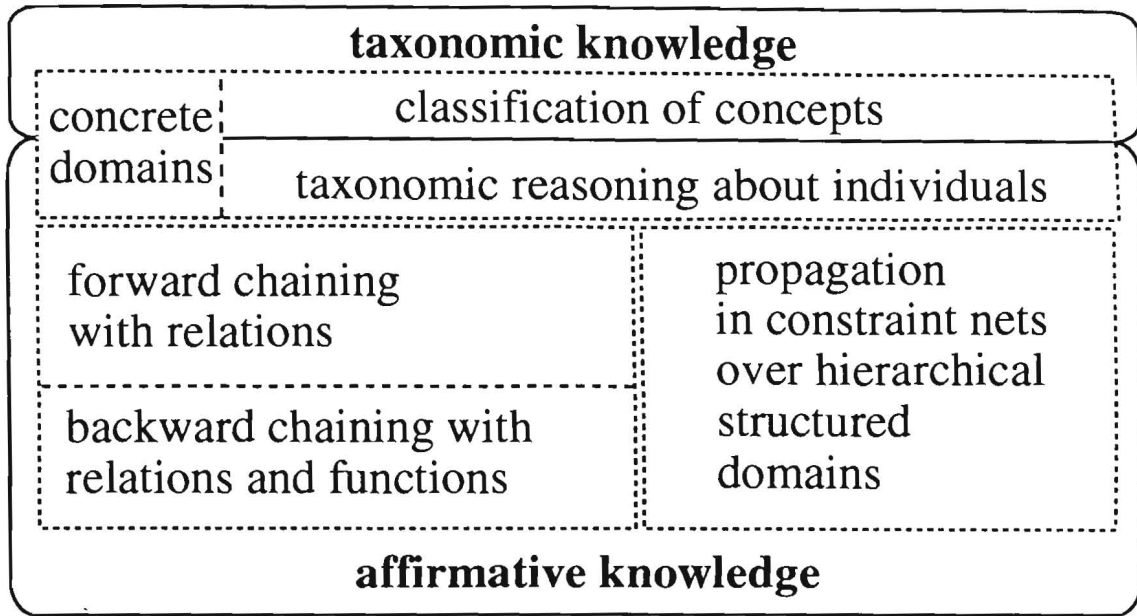 taxonomic knowledge
concrete
domains
classification of concepts
taxonomic reasoning about individuals
forward chaining
with relations
backward chaining with
relations and functions
propagation
in constraint nets
over hierarchical
structured
domains
affirmative knowledge